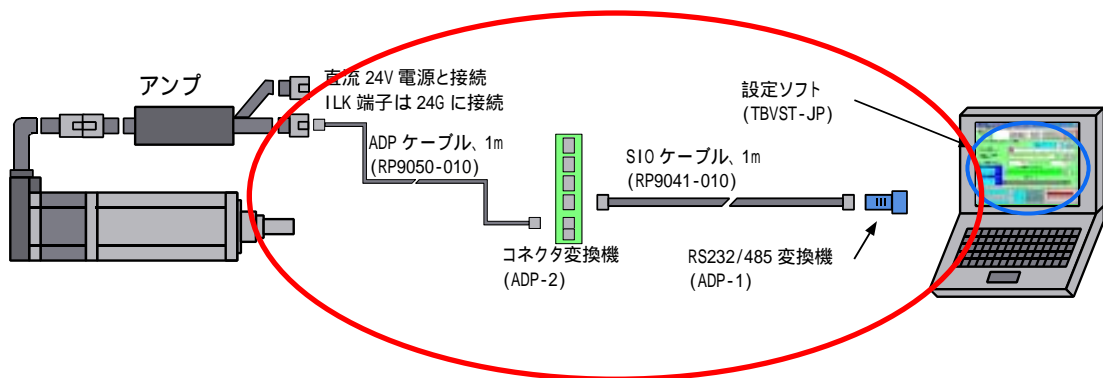 アンプ
直流 24V 電源と接続
ILK 端子は 24G に接続
ADP ケーブル、1m
(RP9050-010)
コネクタ変換機
(ADP-2)
SIO ケーブル、1m
(RP9041-010)
RS232/485 変換機
(ADP-1)
設定ソフト
(TBVST-JP)